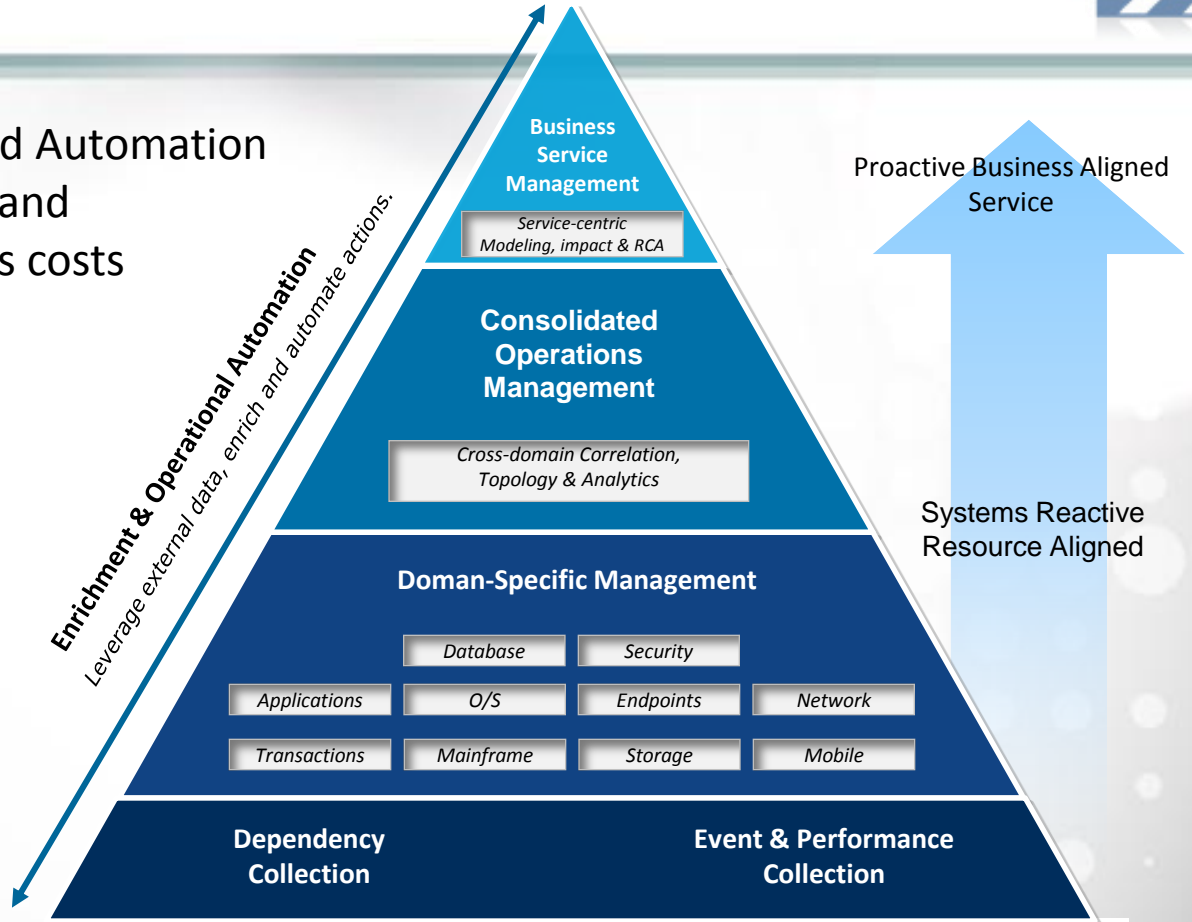 d Automation
and
s costs
Enrichment & Operational Automation
Leverage external data, enrich and automate actions.
Business
Service
Management
Service-centric
Modeling, impact & RCA
Consolidated
Operations
Management
Cross-domain Correlation,
Topology & Analytics
Doman-Specific Management
Database
Security
Applications
O/S
Endpoints
Network
Transactions
Mainframe
Storage
Mobile
Dependency
Collection
Event & Performance
Collection
Proactive Business Aligned
Service
Systems Reactive
Resource Aligned